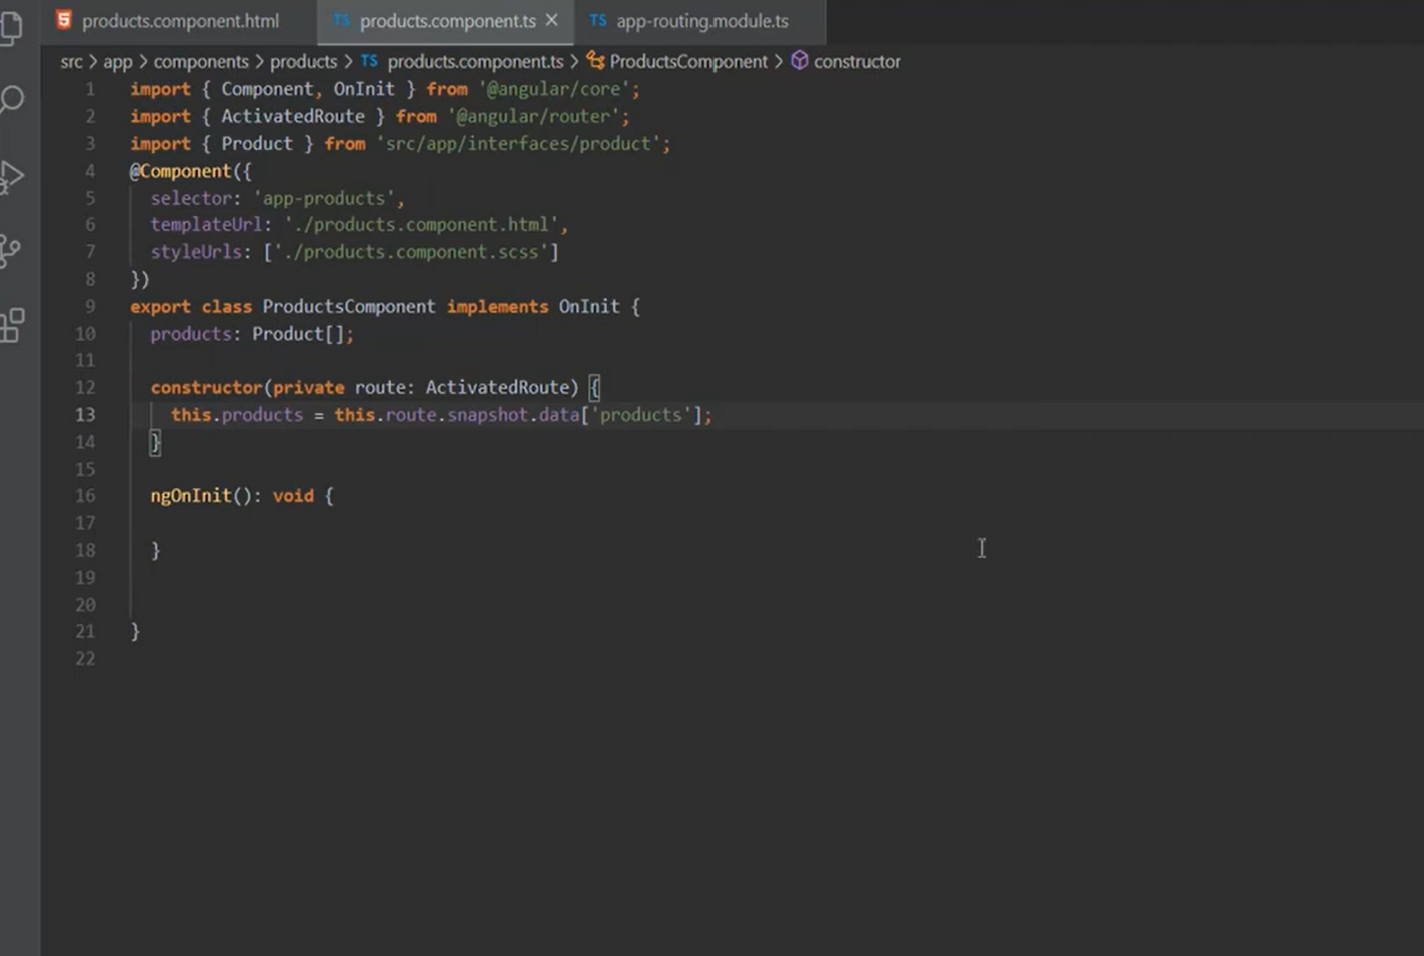 products.component.html
TS products.component.ts ×
TS app-routing.module.ts
src > app > components > products > TS products.component.ts > ProductsComponent > constructor
1 import { Component, OnInit } from '@angular/core';
2 import { ActivatedRoute } from '@angular/router';
3 import { Product } from 'src/app/interfaces/product';
4 @Component({
5 selector: 'app-products',
6 templateUrl: './products.component.html',
7 styleUrls: ['./products.component.scss']
8 })
9 export class ProductsComponent implements OnInit {
10 products: Product[];
11
12 constructor(private route: ActivatedRoute) {
13 this.products = this.route.snapshot.data['products'];
14 }
15
16 ngOnInit(): void {
17
18 }
19
20
21 }
22